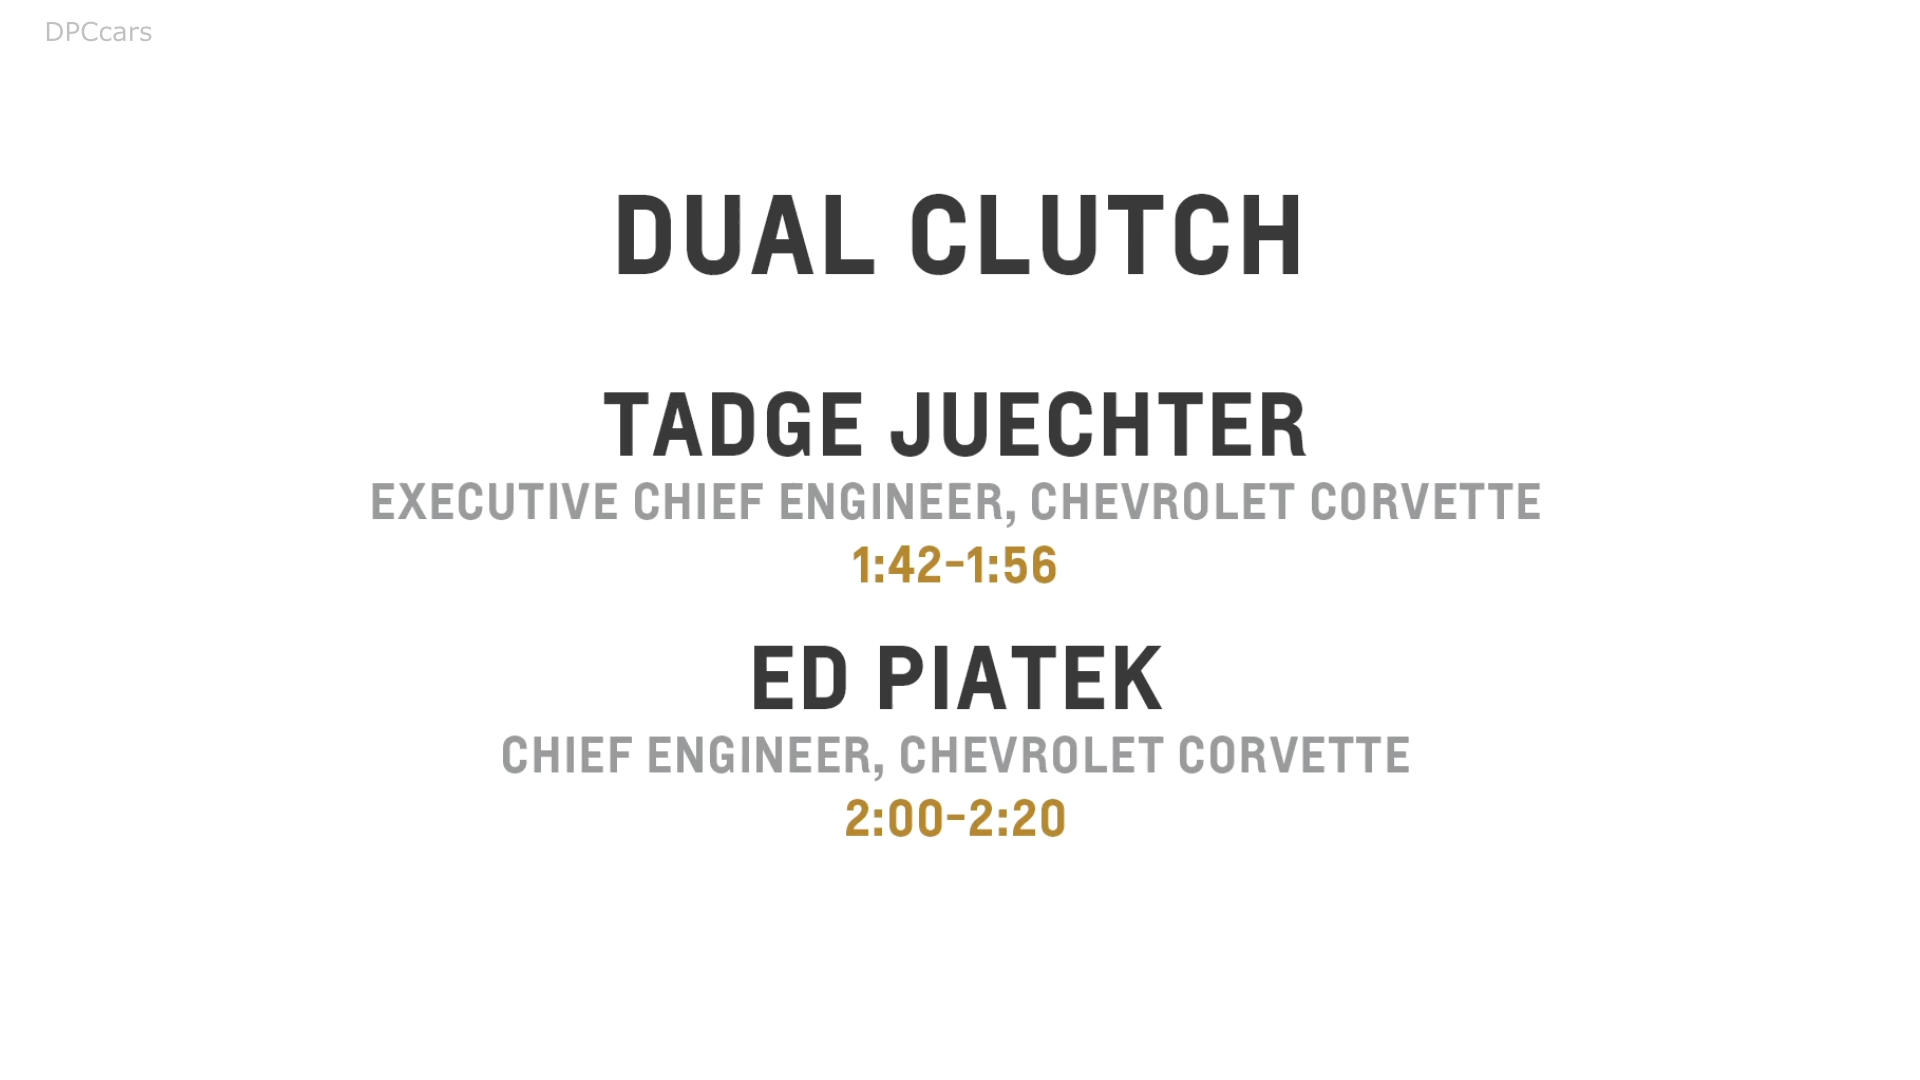 DPCcars
DUAL CLUTCH
TADGE JUECHTER
EXECUTIVE CHIEF ENGINEER, CHEVROLET CORVETTE
1:42-1:56
ED PIATEK
CHIEF ENGINEER, CHEVROLET CORVETTE
2:00-2:20